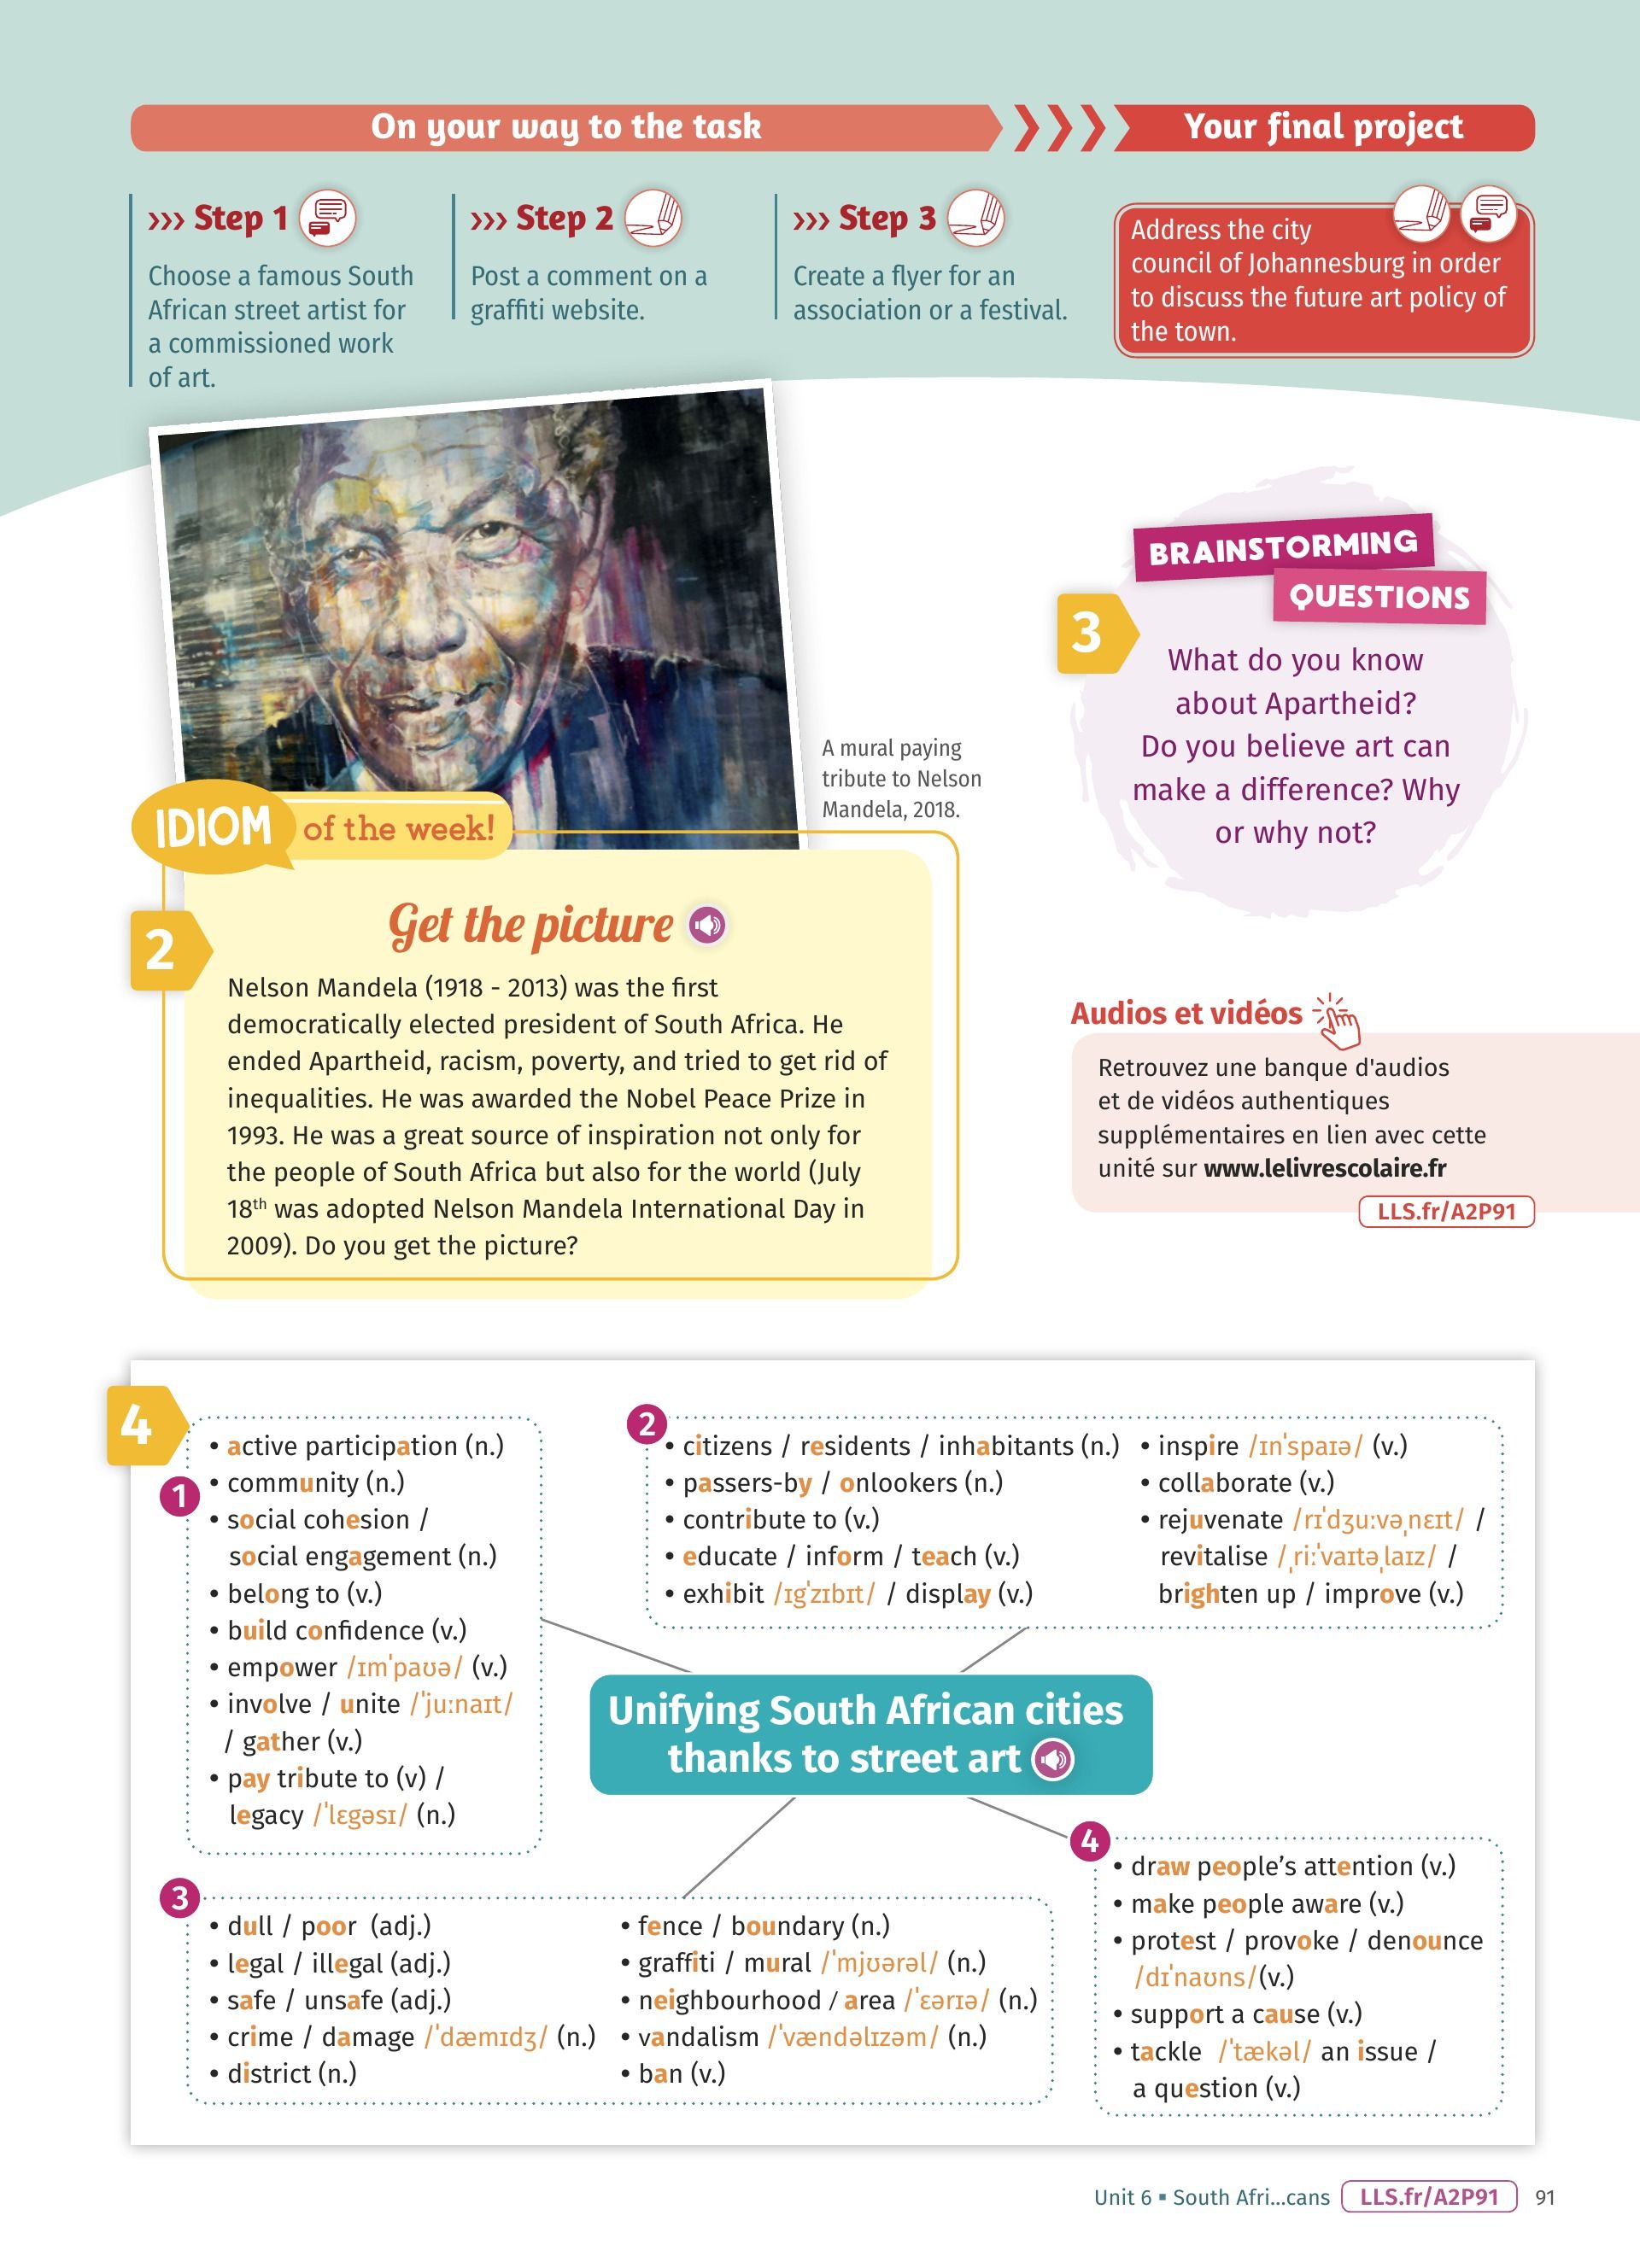 On your way to the task
Your final project
››› Step 1
Choose a famous South
African street artist for
a commissioned work
of art.
››› Step 2
Post a comment on a
graffiti website.
››› Step 3
Create a flyer for an
association or a festival.
Address the city
council of Johannesburg in order
to discuss the future art policy of
the town.
A mural paying
tribute to Nelson
Mandela, 2018.
IDIOM of the week!
2
Get the picture
Nelson Mandela (1918 - 2013) was the first
democratically elected president of South Africa. He
ended Apartheid, racism, poverty, and tried to get rid of
inequalities. He was awarded the Nobel Peace Prize in
1993. He was a great source of inspiration not only for
the people of South Africa but also for the world (July
18th was adopted Nelson Mandela International Day in
2009). Do you get the picture?
BRAINSTORMING
QUESTIONS
3
What do you know
about Apartheid?
Do you believe art can
make a difference? Why
or why not?
Audios et vidéos
Retrouvez une banque d'audios
et de vidéos authentiques
supplémentaires en lien avec cette
unité sur www.lelivrescolaire.fr
LLS.fr/A2P91
4
1
• active participation (n.)
• community (n.)
• social cohesion /
social engagement (n.)
• belong to (v.)
• build confidence (v.)
• empower /ɪmˈpaʊə/ (v.)
• involve / unite /ˈjuːnaɪt/
/ gather (v.)
• pay tribute to (v) /
legacy /ˈlɛgəsɪ/ (n.)
2
• citizens / residents / inhabitants (n.)
• passers-by / onlookers (n.)
• contribute to (v.)
• educate / inform / teach (v.)
• exhibit /ɪgˈzɪbɪt/ / display (v.)
• inspire /ɪnˈspaɪə/ (v.)
• collaborate (v.)
• rejuvenate /rɪˈdʒuːvəˌnɛɪt/ /
revitalise /ˌriːˈvaɪtəˌlaɪz/ /
brighten up / improve (v.)
Unifying South African cities
thanks to street art
3
• dull / poor (adj.)
• legal / illegal (adj.)
• safe / unsafe (adj.)
• crime / damage /ˈdæmɪdʒ/ (n.)
• district (n.)
• fence / boundary (n.)
• graffiti / mural /ˈmjʊərəl/ (n.)
• neighbourhood / area /ˈɛərɪə/ (n.)
• vandalism /ˈvændəlɪzəm/ (n.)
• ban (v.)
4
• draw people’s attention (v.)
• make people aware (v.)
• protest / provoke / denounce
/dɪˈnaʊns/(v.)
• support a cause (v.)
• tackle /ˈtækəl/ an issue /
a question (v.)
Unit 6 ▪ South Afri...cans LLS.fr/A2P91 91